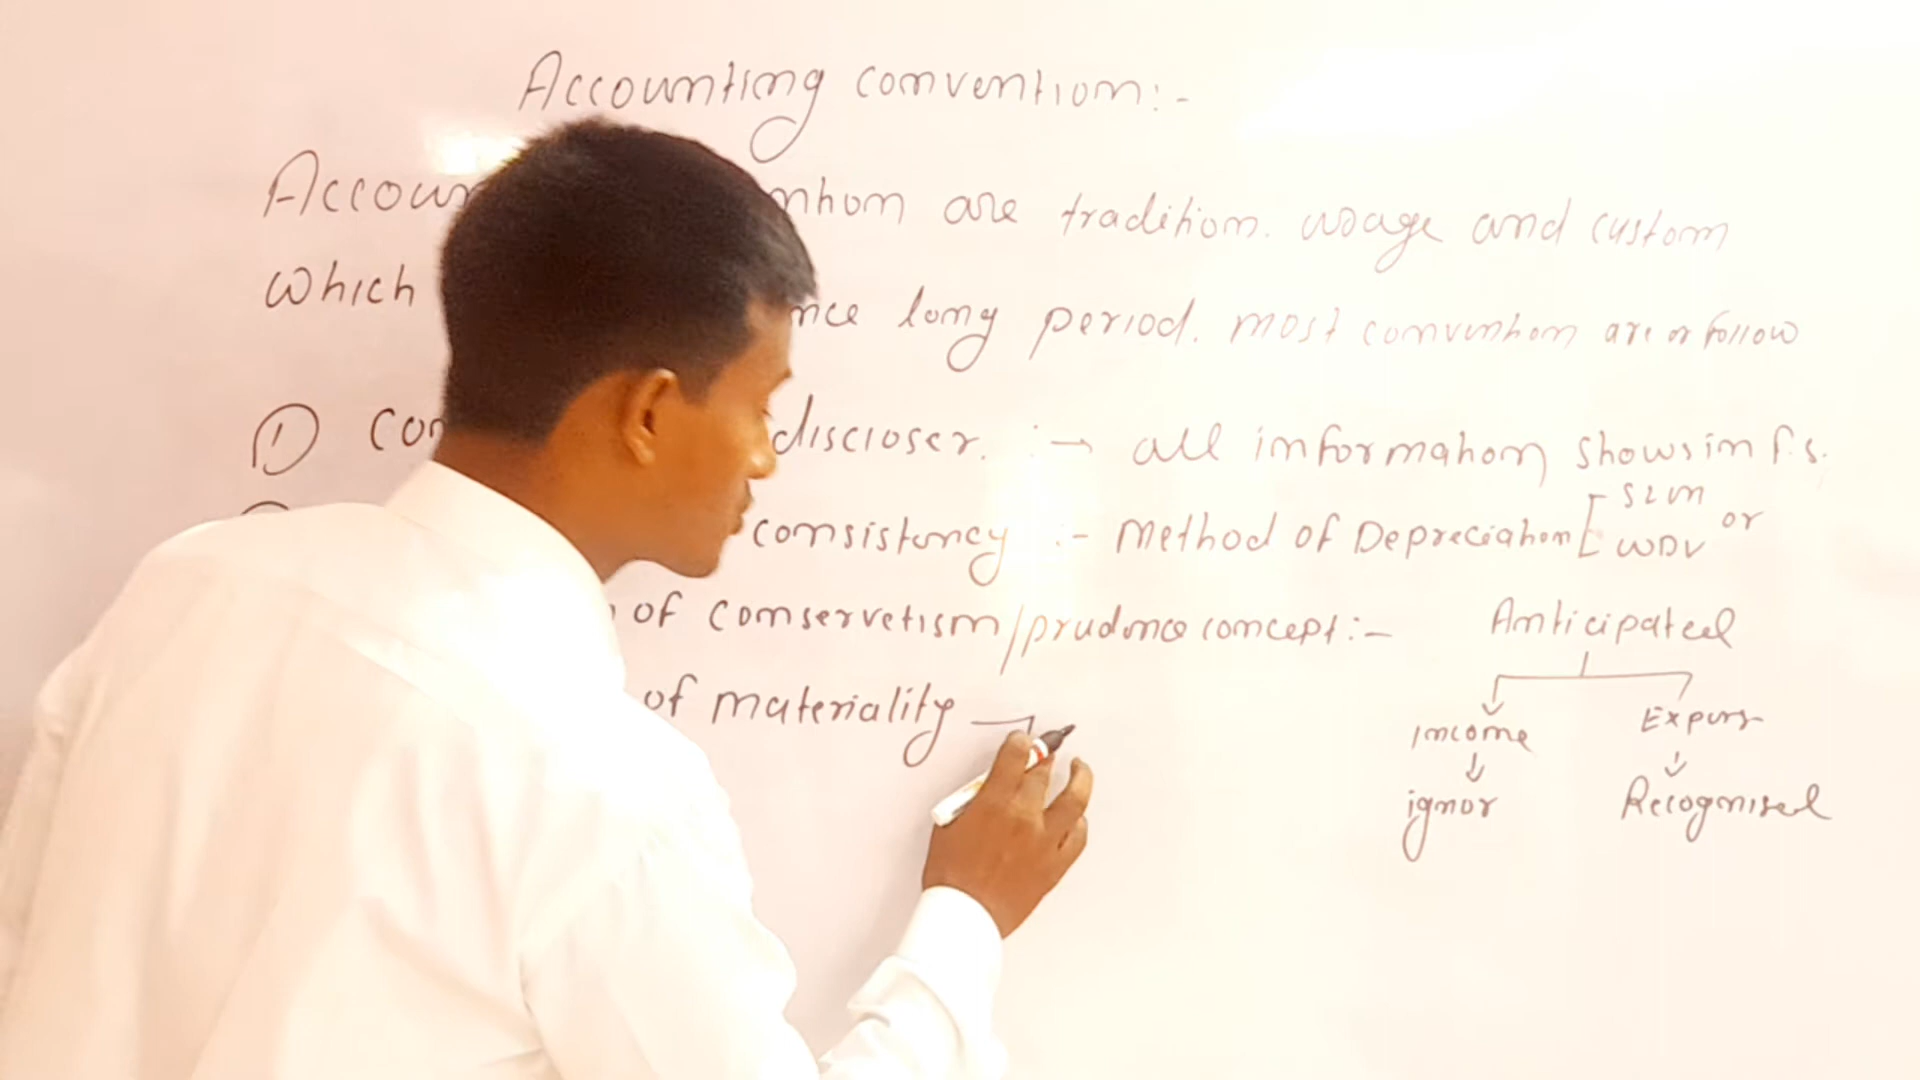 Accounting convention:-
Accoun nhom are tradition. usage and custom
which nce long period. most convention are or follow
① con discloser. :→ all information shows in f.s.
consistency :- Method of Depreciation [ SLM or WDV
of conservetism/prudence concept:- Anticipated
of materiality → Income Expens
ignor Recognised